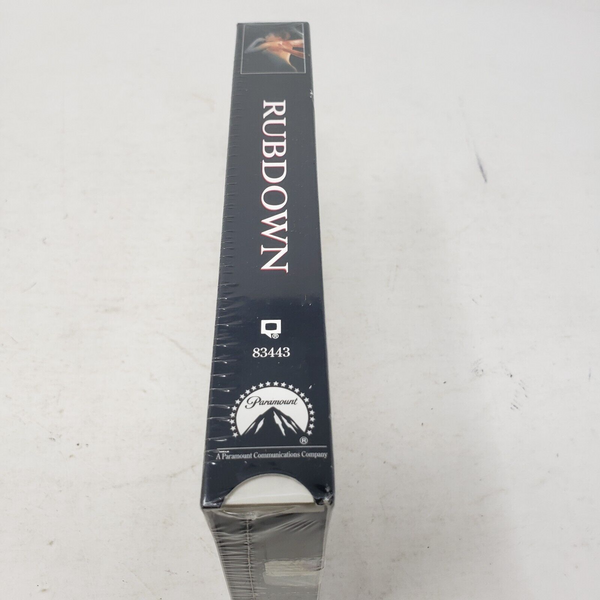 RUBDOWN
83443
Paramount
®
A Paramount Communications Company